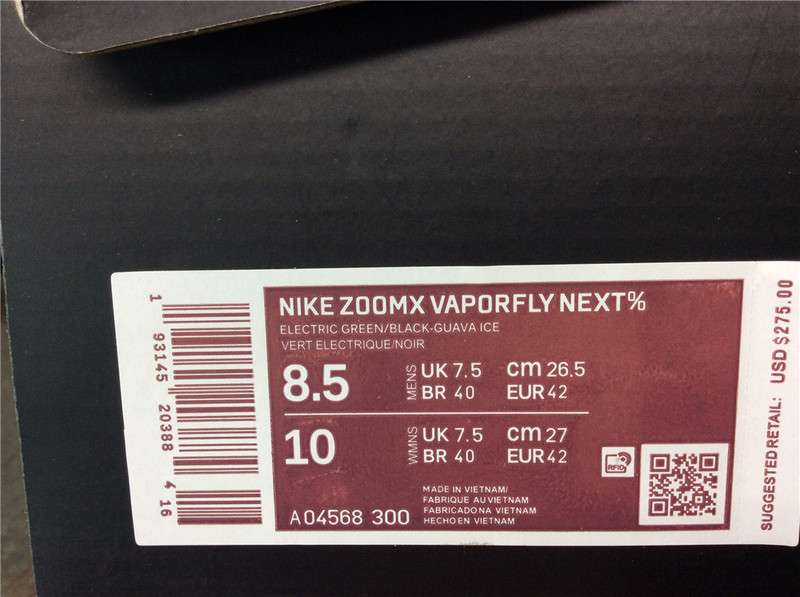 NIKE ZOOMX VAPORFLY NEXT%
ELECTRIC GREEN/BLACK-GUAVA ICE
VERT ELECTRIQUE/NOIR
8.5
MENS
UK 7.5 cm 26.5
BR 40 EUR 42
10
WMNS
UK 7.5 cm 27
BR 40 EUR 42
RFID
MADE IN VIETNAM/
FABRIQUE AU VIETNAM
FABRICADO NA VIETNAM
HECHO EN VIETNAM
A04568 300
1 93145 20388 4 16
SUGGESTED RETAIL: USD $275.00